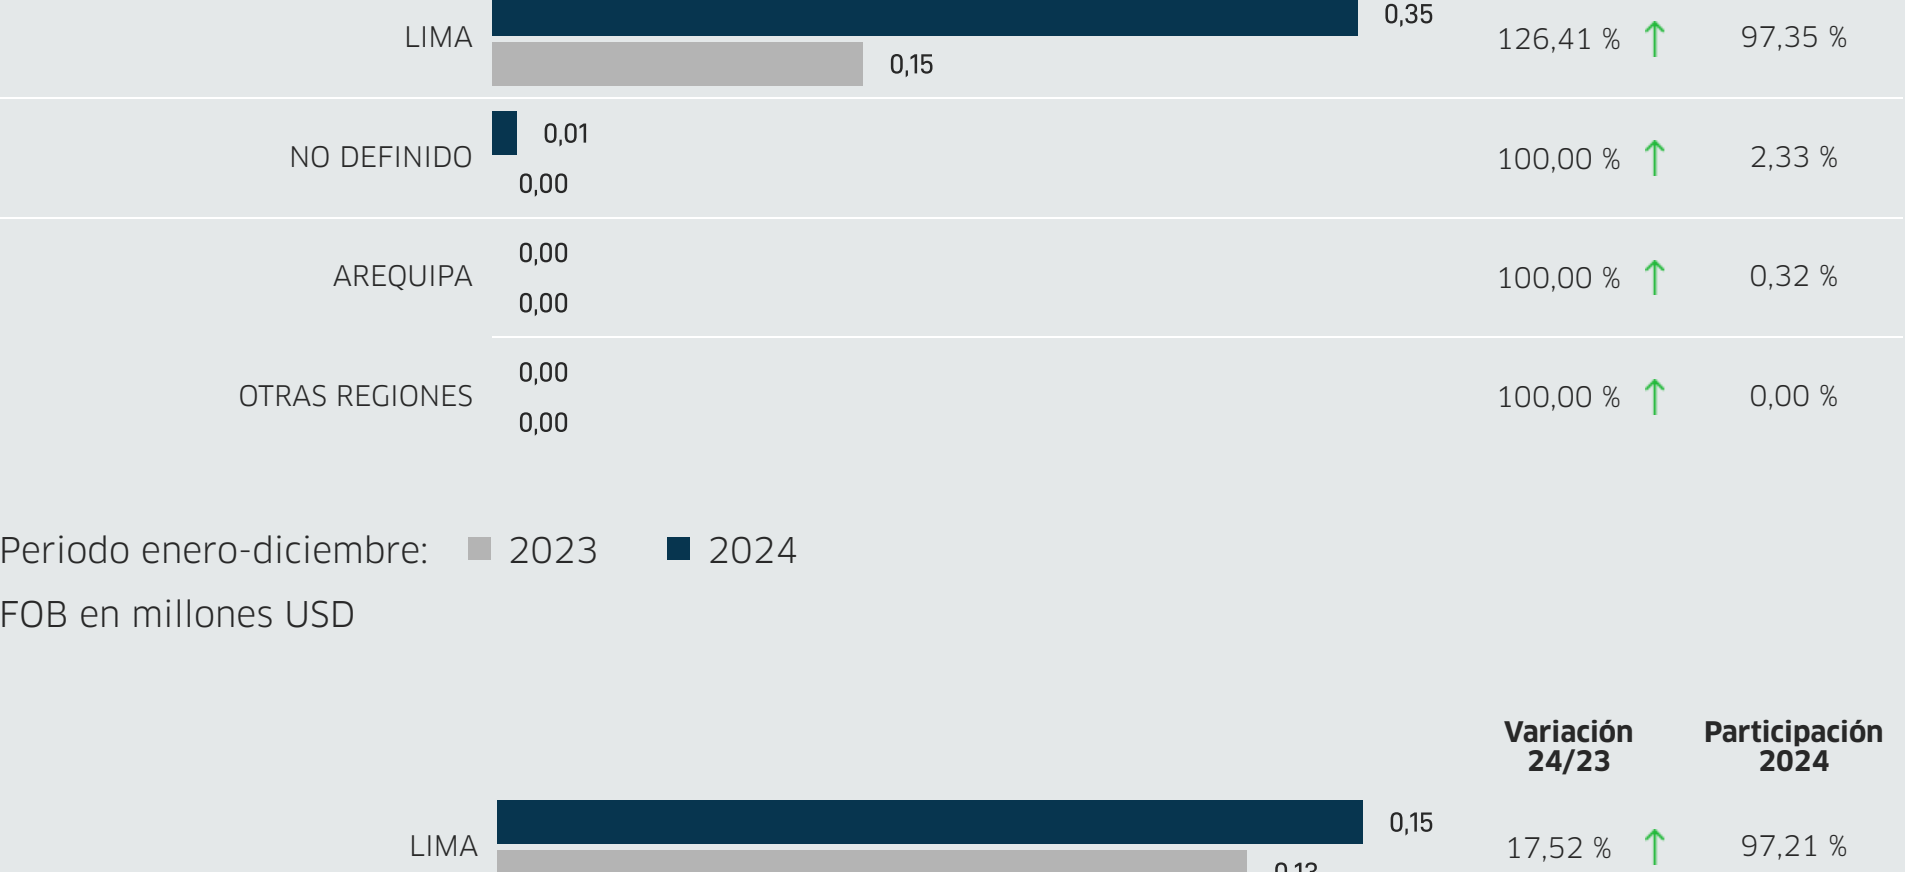 0,35
LIMA 126,41 % 97,35 %
0,15
0,01
NO DEFINIDO 100,00 % 2,33 %
0,00
0,00
AREQUIPA 100,00 % 0,32 %
0,00
0,00
OTRAS REGIONES 100,00 % 0,00 %
0,00
Periodo enero-diciembre: 2023 2024
FOB en millones USD
Variación Participación
24/23 2024
0,15
LIMA 17,52 % 97,21 %